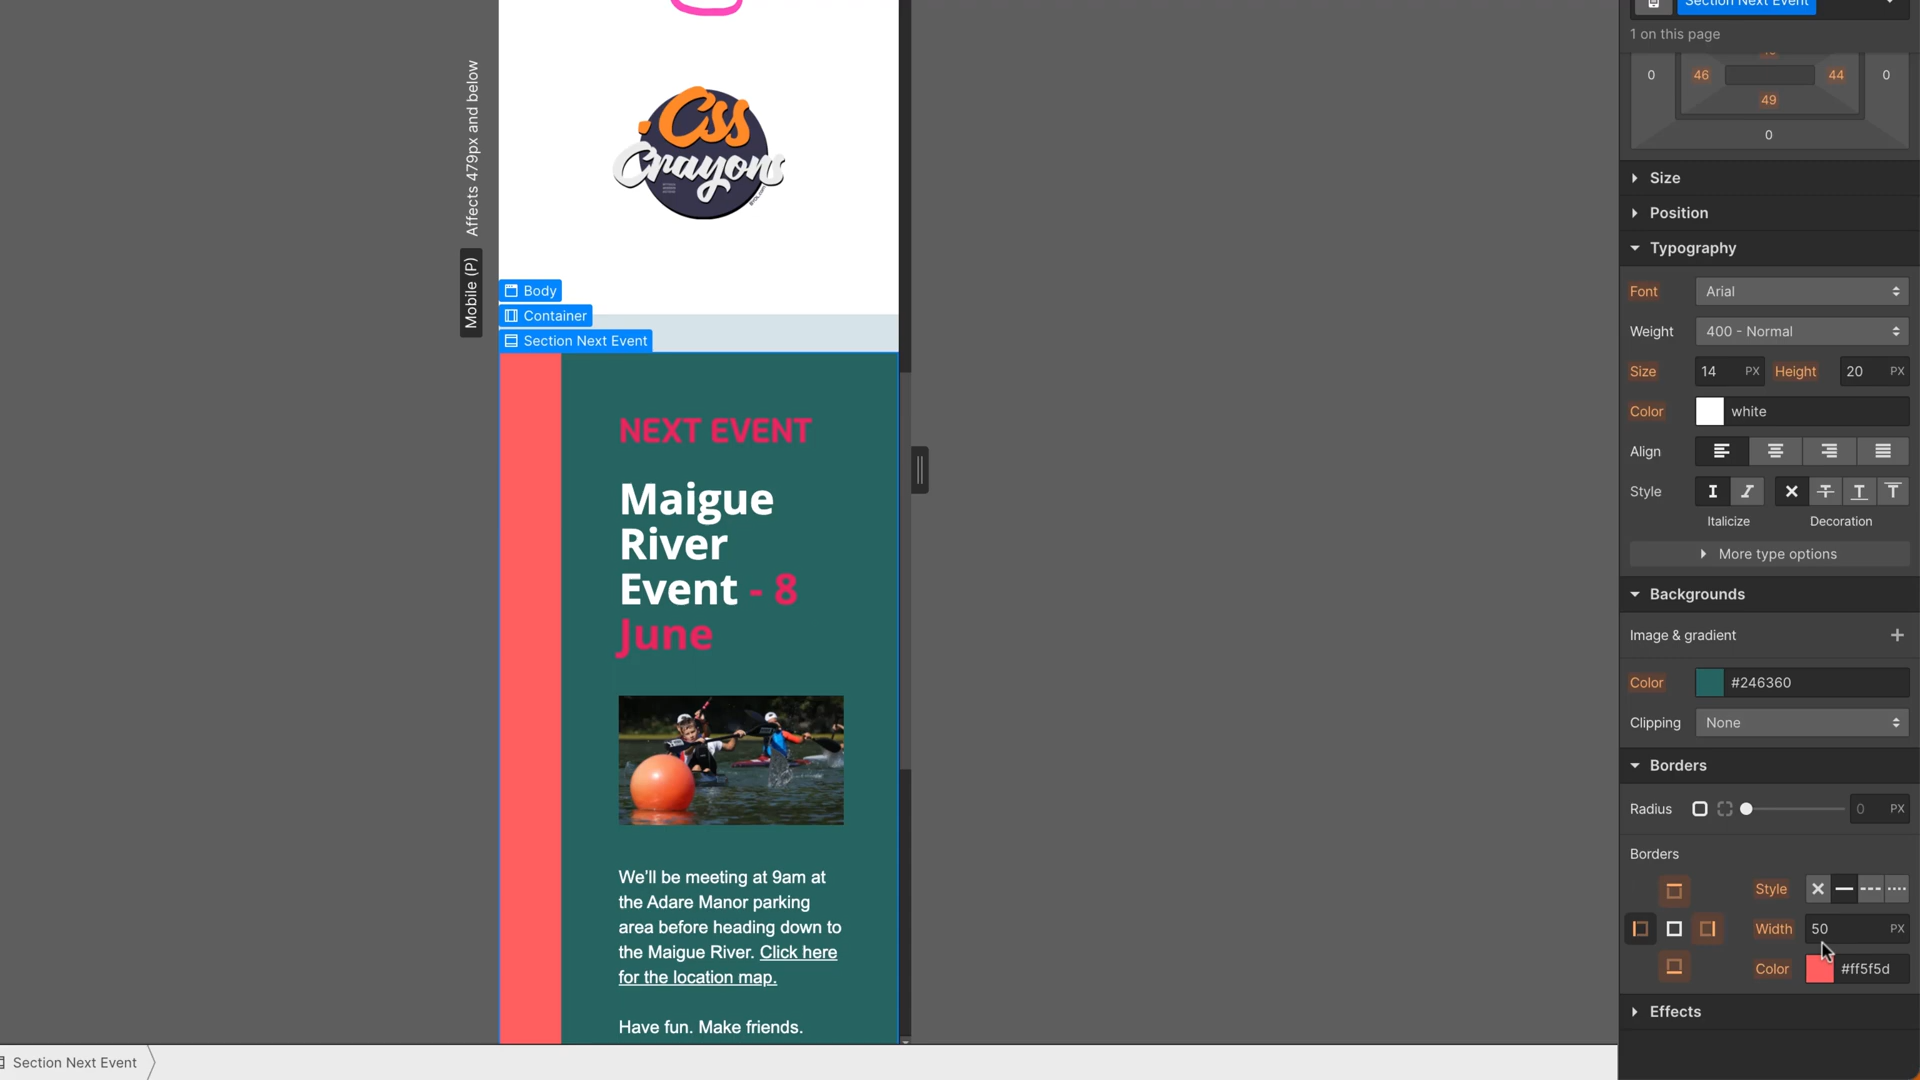 Section Next Event
1 on this page
0
46
44
0
49
0
Affects 479px and below
Mobile (P)
Css
Crayons
Body
Container
Section Next Event
NEXT EVENT
Maigue
River
Event - 8
June
We'll be meeting at 9am at
the Adare Manor parking
area before heading down to
the Maigue River. Click here
for the location map.
Have fun. Make friends.
Size
Position
Typography
Font Arial
Weight 400 - Normal
Size 14 PX Height 20 PX
Color white
Align
Style
Italicize Decoration
More type options
Backgrounds
Image & gradient
Color #246360
Clipping None
Borders
Radius 0 PX
Borders
Style
Width 50 PX
Color #ff5f5d
Effects
Section Next Event